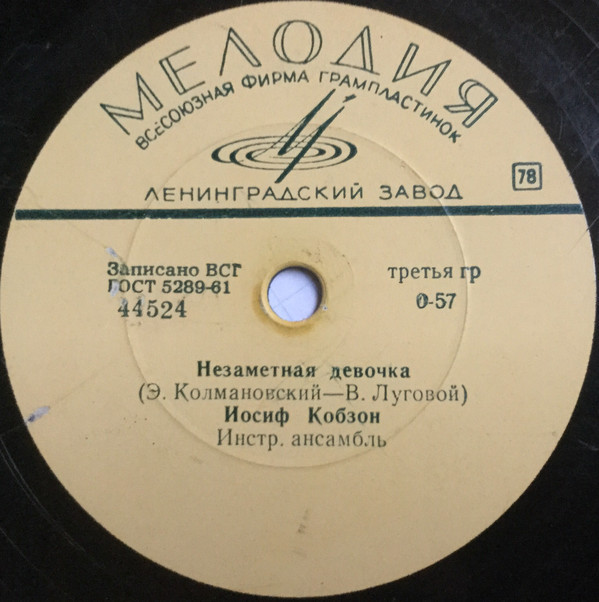 МЕЛОДИЯ
ВСЕСОЮЗНАЯ ФИРМА ГРАМПЛАСТИНОК
ЛЕНИНГРАДСКИЙ ЗАВОД
78
Записано ВСГ
третья гр
ГОСТ 5289-61
0-57
44524
Незаметная девочка
(Э. Колмановский—В. Луговой)
Иосиф Кобзон
Инстр. ансамбль